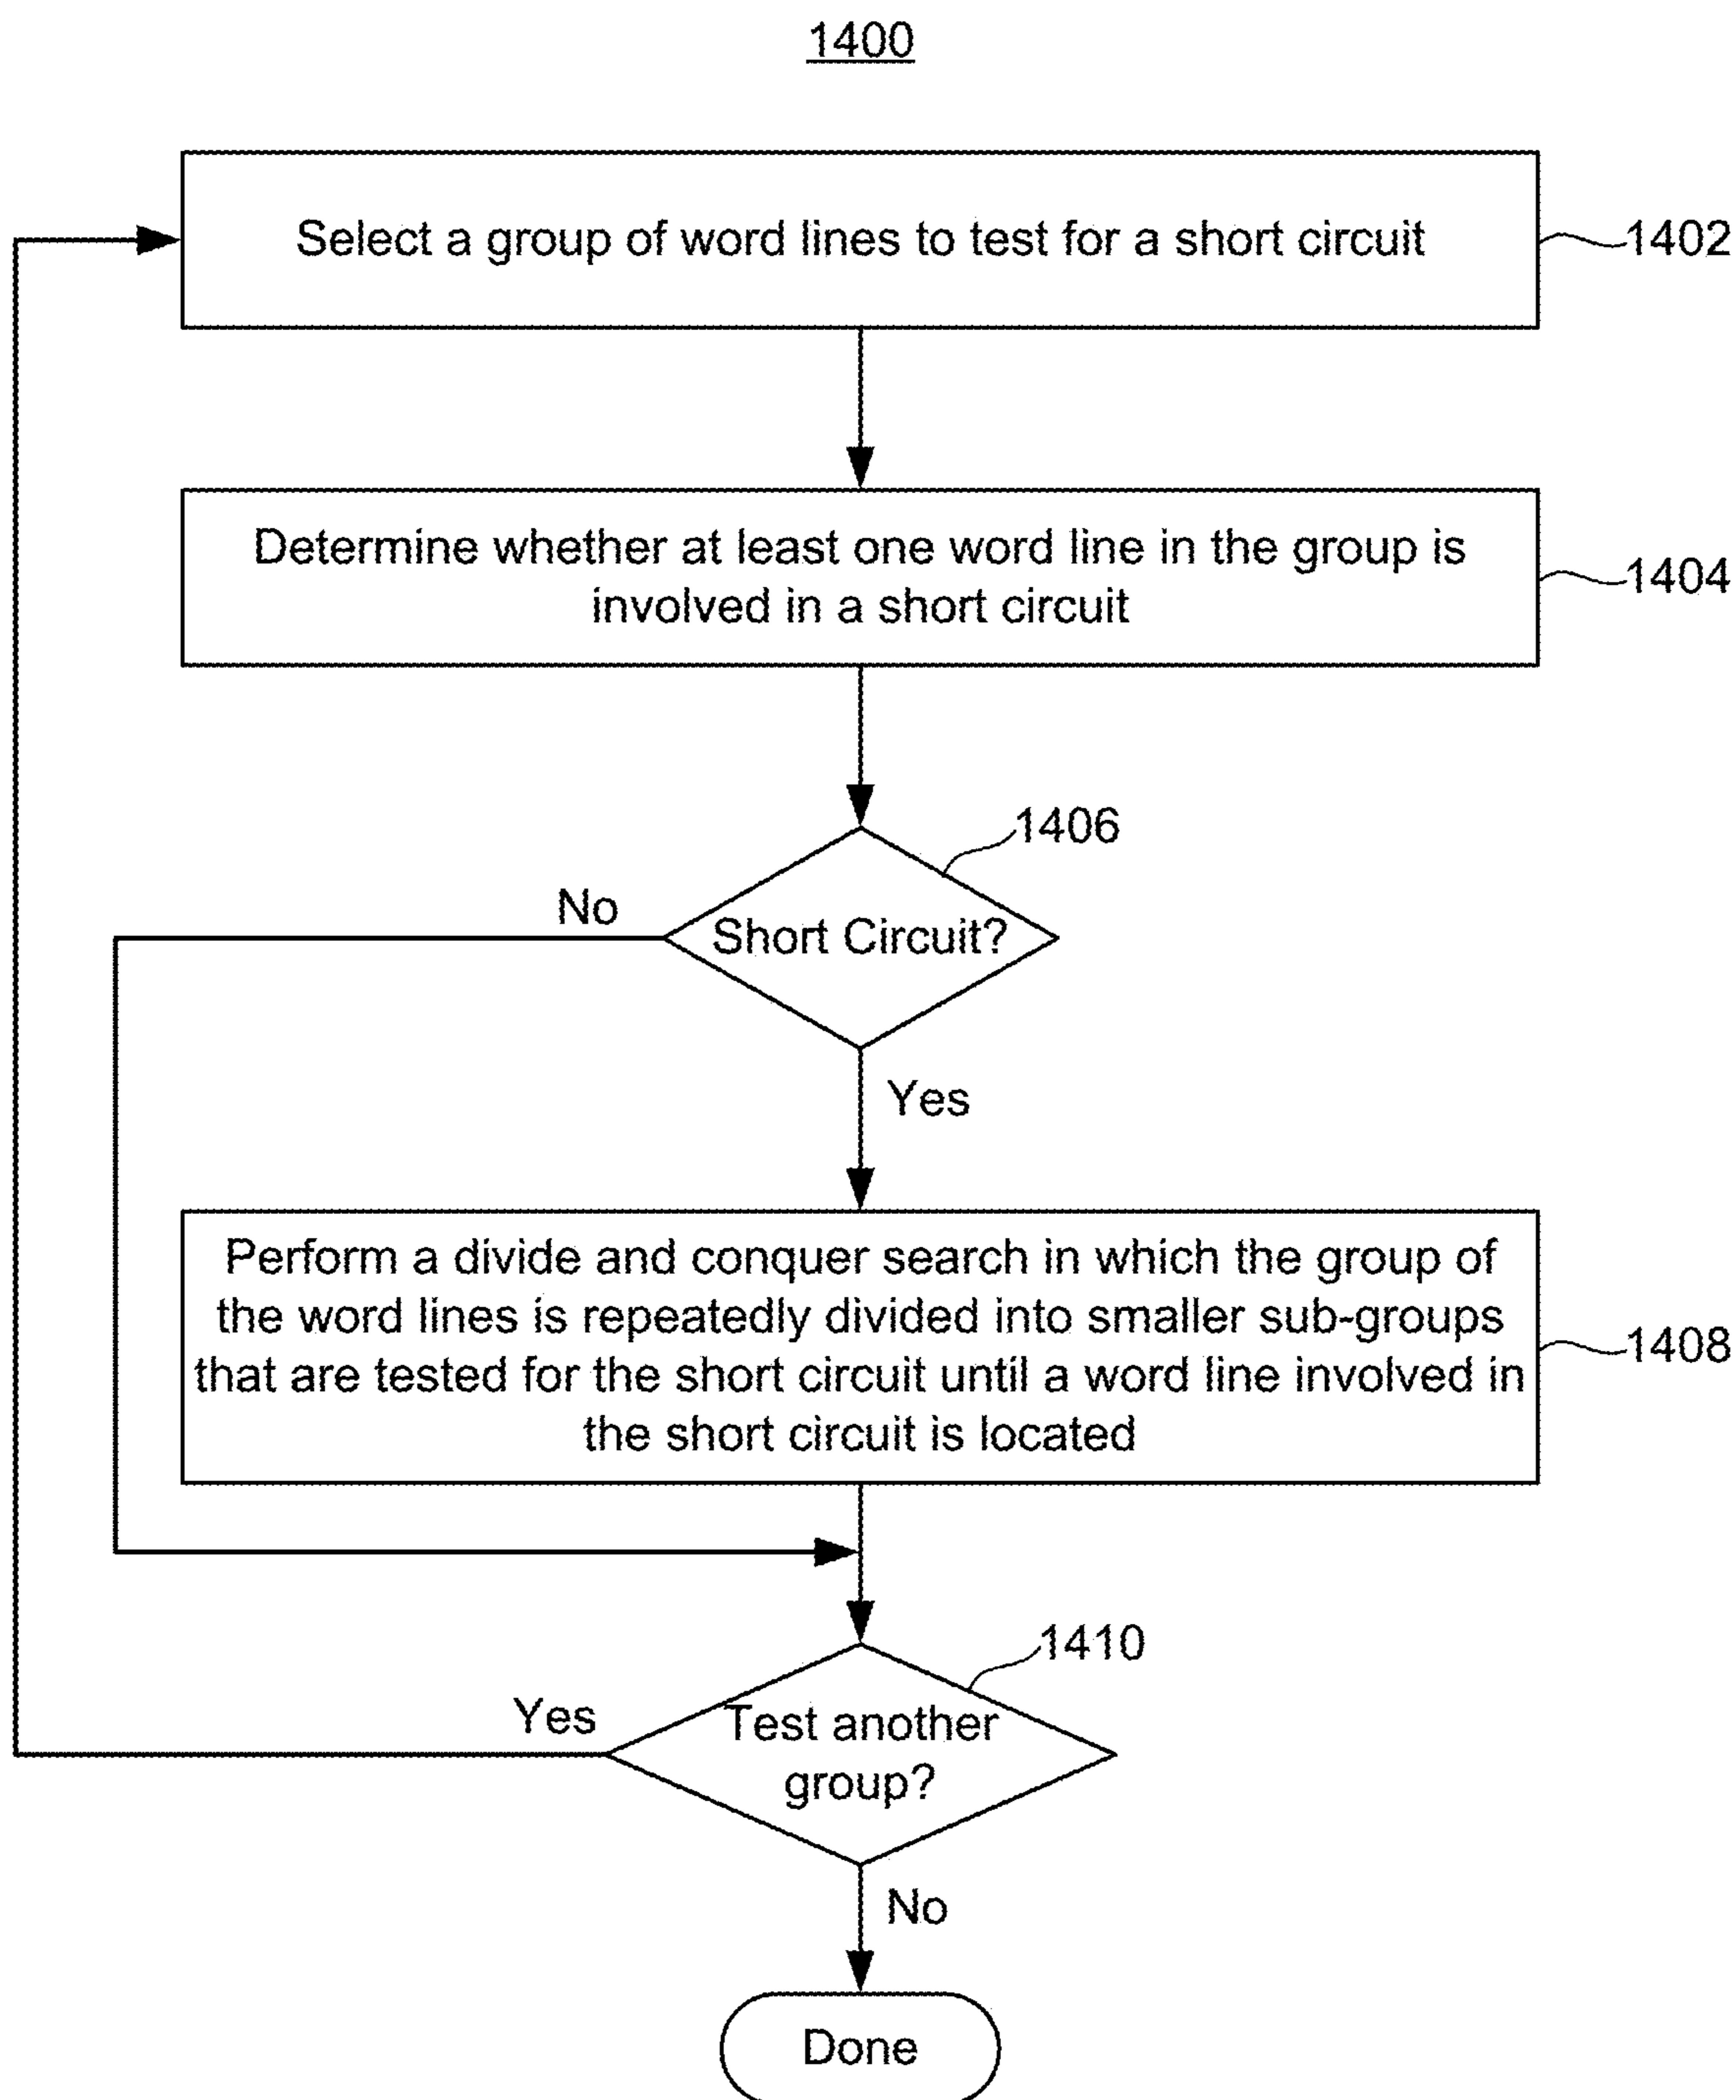 1400
Select a group of word lines to test for a short circuit
1402
Determine whether at least one word line in the group is
involved in a short circuit
1404
1406
No
Short Circuit?
Yes
Perform a divide and conquer search in which the group of
the word lines is repeatedly divided into smaller sub-groups
that are tested for the short circuit until a word line involved in
the short circuit is located
1408
1410
Yes
Test another
group?
No
Done